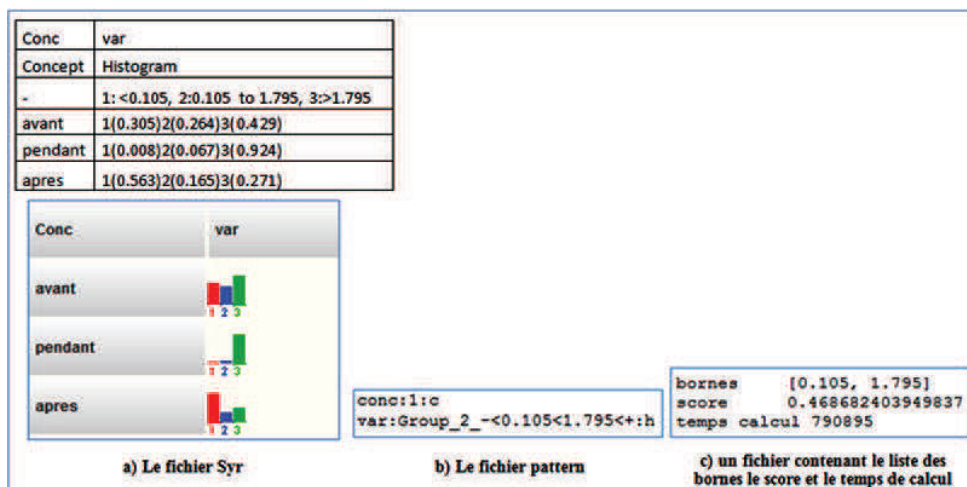 Conc var
Concept Histogram
- 1: <0.105, 2:0.105 to 1.795, 3:>1.795
avant 1(0.305)2(0.264)3(0.429)
pendant 1(0.008)2(0.067)3(0.924)
apres 1(0.563)2(0.165)3(0.271)
Conc var
avant
1 2 3
pendant
1 2 3
apres
1 2 3
a) Le fichier Syr
conc:1:c
var:Group_2_-<0.105<1.795<+:h
b) Le fichier pattern
bornes [0.105, 1.795]
score 0.468682403949837
temps calcul 790895
c) un fichier contenant le liste des
bornes le score et le temps de calcul